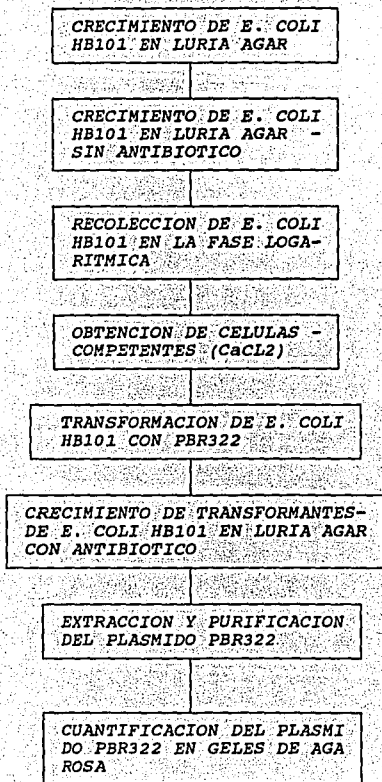 CRECIMIENTO DE E. COLI
HB101 EN LURIA AGAR
CRECIMIENTO DE E. COLI
HB101 EN LURIA AGAR -
SIN ANTIBIOTICO
RECOLECCION DE E. COLI
HB101 EN LA FASE LOGA-
RITMICA
OBTENCION DE CELULAS -
COMPETENTES (CaCL2)
TRANSFORMACION DE E. COLI
HB101 CON PBR322
CRECIMIENTO DE TRANSFORMANTES-
DE E. COLI HB101 EN LURIA AGAR
CON ANTIBIOTICO
EXTRACCION Y PURIFICACION
DEL PLASMIDO PBR322
CUANTIFICACION DEL PLASMI
DO PBR322 EN GELES DE AGA
ROSA